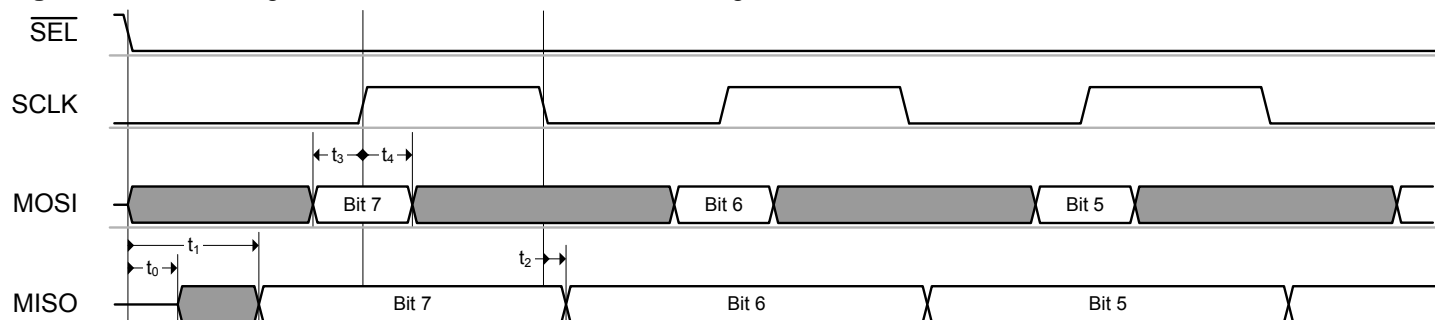 SEL
SCLK
t3 t4
MOSI Bit 7 Bit 6 Bit 5
t1
t0 t2
MISO Bit 7 Bit 6 Bit 5